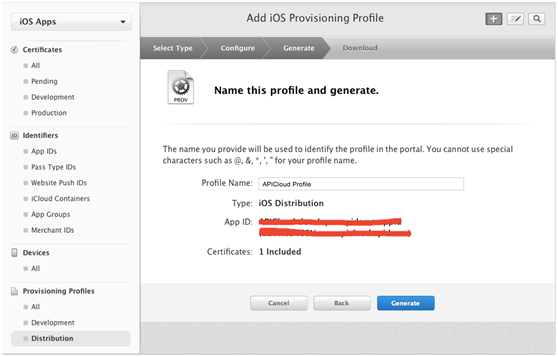 iOS Apps
Add iOS Provisioning Profile
Select Type
Configure
Generate
Download
Certificates
All
Pending
Development
Production
Identifiers
App IDs
Pass Type IDs
Website Push IDs
iCloud Containers
App Groups
Merchant IDs
Devices
All
Provisioning Profiles
All
Development
Distribution
PROV
Name this profile and generate.
The name you provide will be used to identify the profile in the portal. You cannot use special
characters such as @, &, *, ', " for your profile name.
Profile Name: APICloud Profile
Type: iOS Distribution
App ID:
Certificates: 1 Included
Cancel
Back
Generate